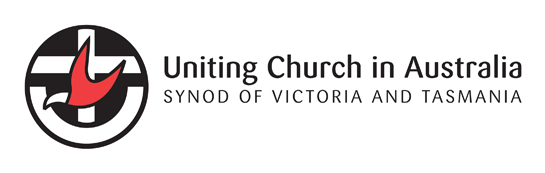 Uniting Church in Australia
SYNOD OF VICTORIA AND TASMANIA